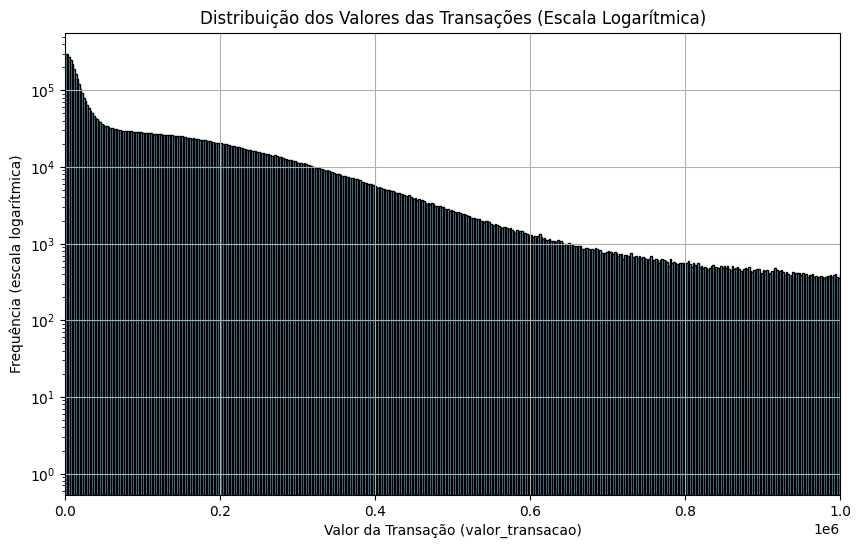 Distribuição dos Valores das Transações (Escala Logarítmica)
Frequência (escala logarítmica)
10^5
10^4
10^3
10^2
10^1
10^0
0.0 0.2 0.4 0.6 0.8 1.0
1e6
Valor da Transação (valor_transacao)